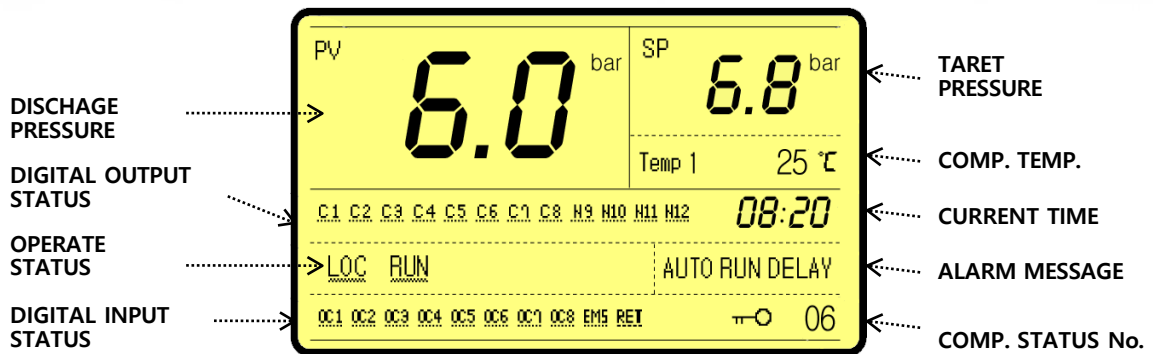 DISCHAGE
PRESSURE
DIGITAL OUTPUT
STATUS
OPERATE
STATUS
DIGITAL INPUT
STATUS
PV 6.0 bar
SP 6.8 bar
Temp 1 25 ℃
C1 C2 C3 C4 C5 C6 C7 C8 N9 N10 N11 N12 08:20
LOC RUN AUTO RUN DELAY
OC1 OC2 OC3 OC4 OC5 OC6 OC7 OC8 EMS RET 06
TARET
PRESSURE
COMP. TEMP.
CURRENT TIME
ALARM MESSAGE
COMP. STATUS No.